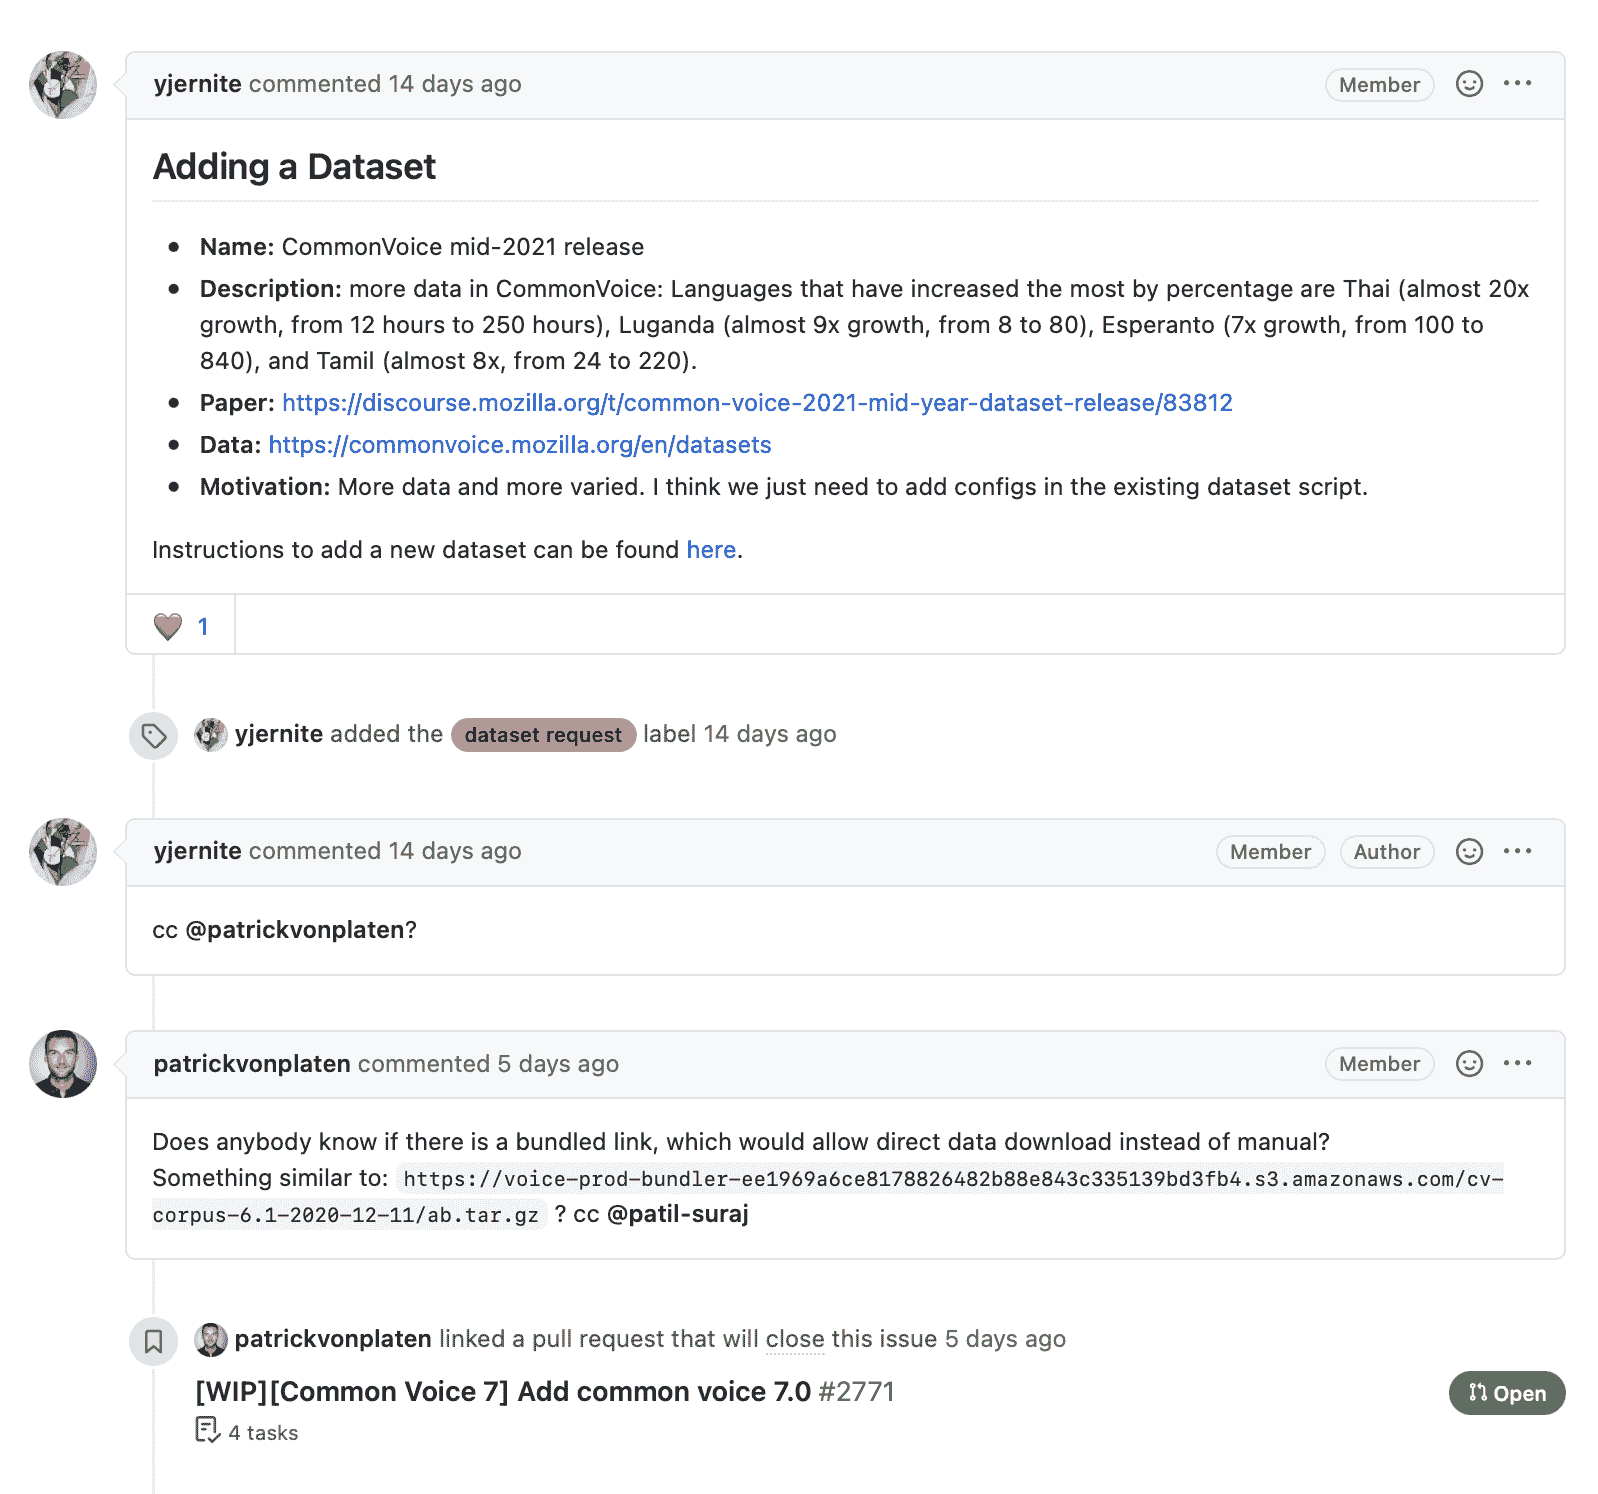 yjernite commented 14 days ago
Member
Adding a Dataset
Name: CommonVoice mid-2021 release
Description: more data in CommonVoice: Languages that have increased the most by percentage are Thai (almost 20x
growth, from 12 hours to 250 hours), Luganda (almost 9x growth, from 8 to 80), Esperanto (7x growth, from 100 to
840), and Tamil (almost 8x, from 24 to 220).
Paper: https://discourse.mozilla.org/t/common-voice-2021-mid-year-dataset-release/83812
Data: https://commonvoice.mozilla.org/en/datasets
Motivation: More data and more varied. I think we just need to add configs in the existing dataset script.
Instructions to add a new dataset can be found here.
1
yjernite added the dataset request label 14 days ago
yjernite commented 14 days ago
Member Author
cc @patrickvonplaten?
patrickvonplaten commented 5 days ago
Member
Does anybody know if there is a bundled link, which would allow direct data download instead of manual?
Something similar to: https://voice-prod-bundler-ee1969a6ce8178826482b88e843c335139bd3fb4.s3.amazonaws.com/cv-
corpus-6.1-2020-12-11/ab.tar.gz ? cc @patil-suraj
patrickvonplaten linked a pull request that will close this issue 5 days ago
[WIP][Common Voice 7] Add common voice 7.0 #2771
Open
4 tasks